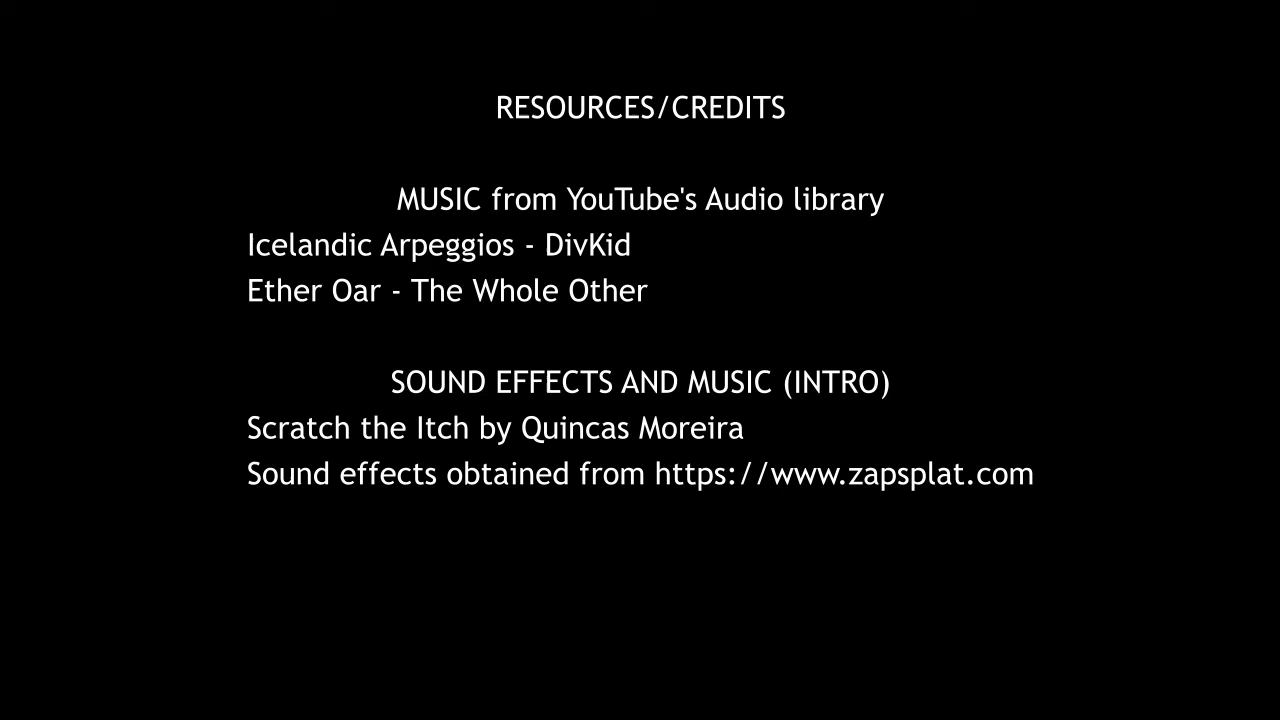 RESOURCES/CREDITS
MUSIC from YouTube's Audio library
Icelandic Arpeggios - DivKid
Ether Oar - The Whole Other
SOUND EFFECTS AND MUSIC (INTRO)
Scratch the Itch by Quincas Moreira
Sound effects obtained from https://www.zapsplat.com